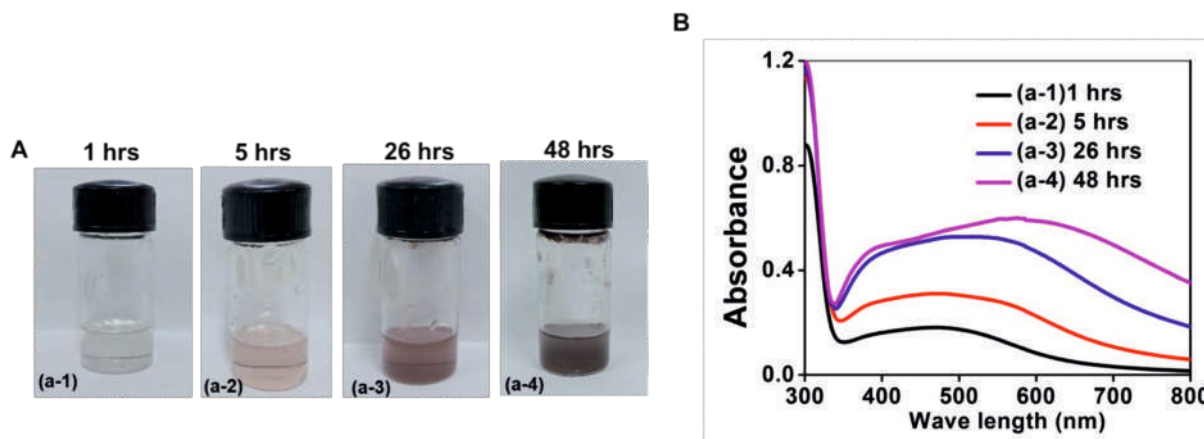 A
1 hrs
5 hrs
26 hrs
48 hrs
(a-1)
(a-2)
(a-3)
(a-4)
B
1.2
0.8
0.4
0.0
Absorbance
(a-1)1 hrs
(a-2) 5 hrs
(a-3) 26 hrs
(a-4) 48 hrs
300 400 500 600 700 800
Wave length (nm)